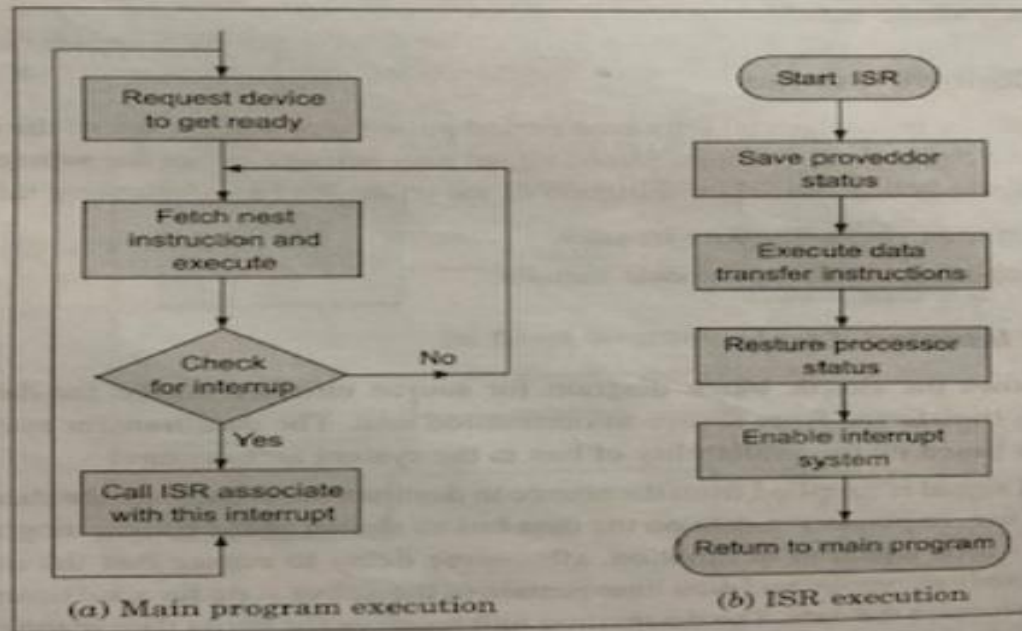 Request device
to get ready
Fetch nest
instruction and
execute
Check
for interrup
No
Yes
Call ISR associate
with this interrupt
(a) Main program execution
Start ISR
Save proveddor
status
Execute data
transfer instructions
Resture processor
status
Enable interrupt
system
Return to main program
(b) ISR execution